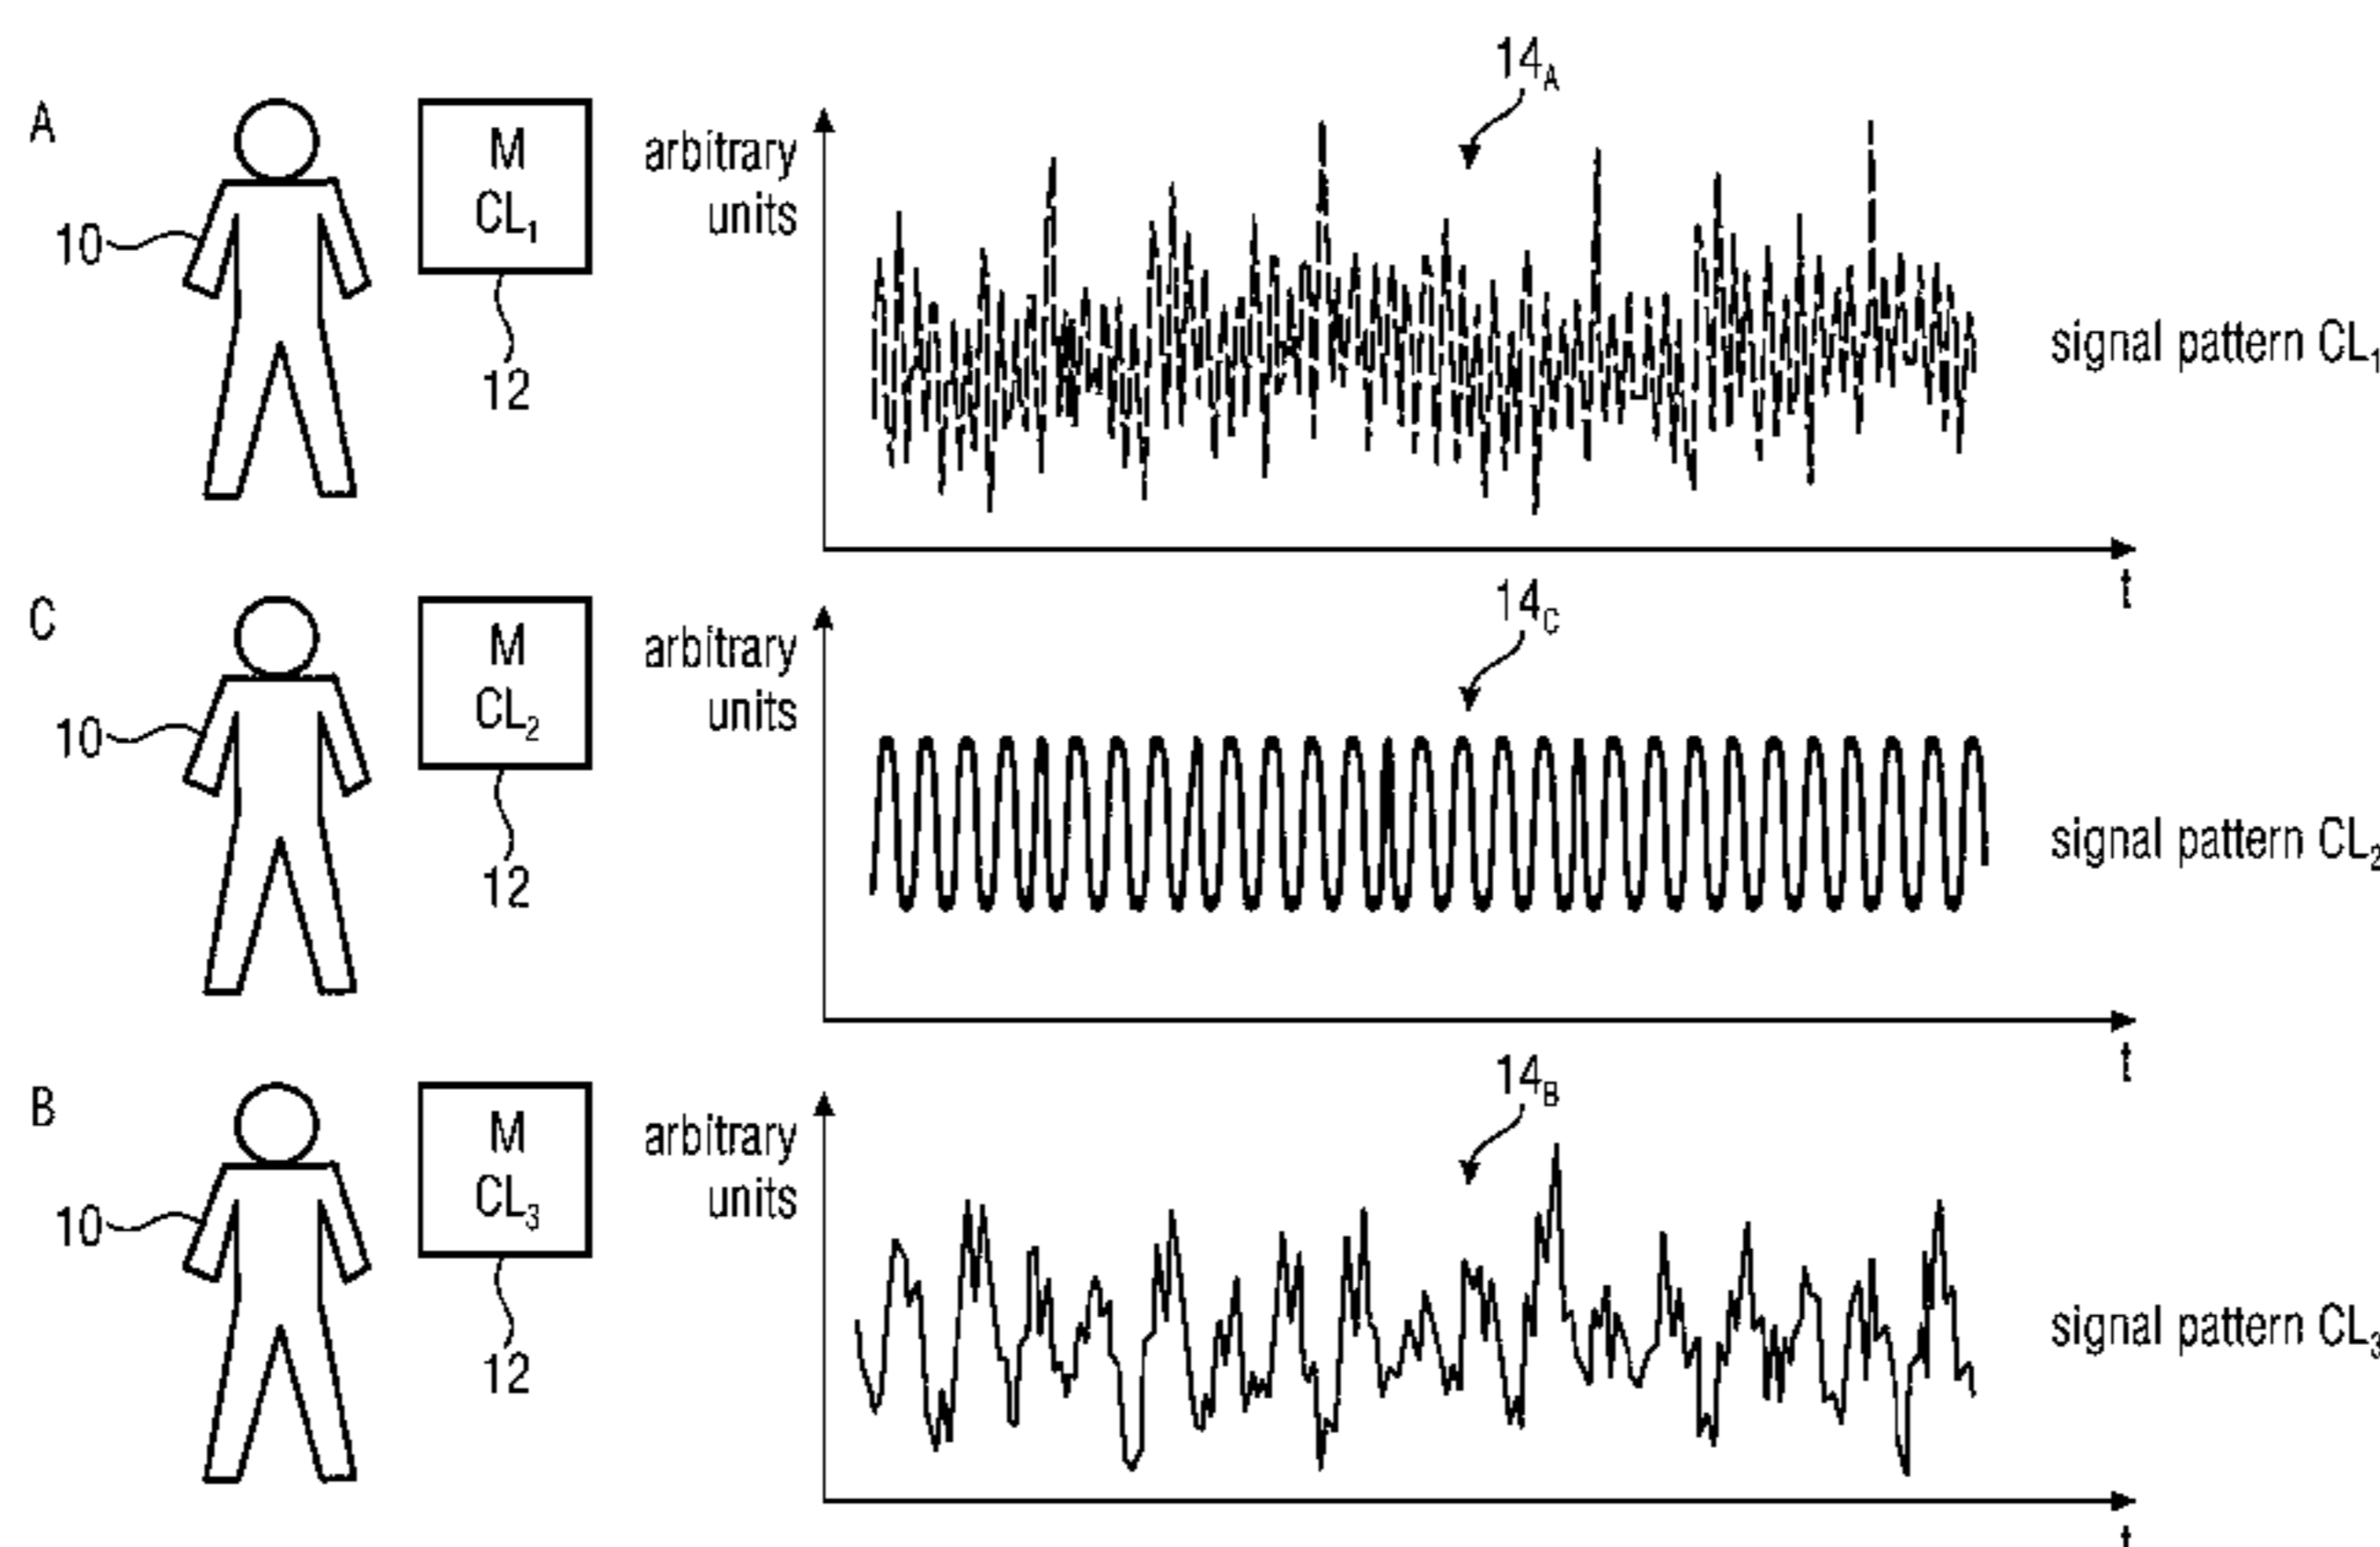 A
10
M
CL₁
12
arbitrary
units
14A
t
signal pattern CL₁
C
10
M
CL₂
12
arbitrary
units
14C
t
signal pattern CL₂
B
10
M
CL₃
12
arbitrary
units
14B
t
signal pattern CL₃